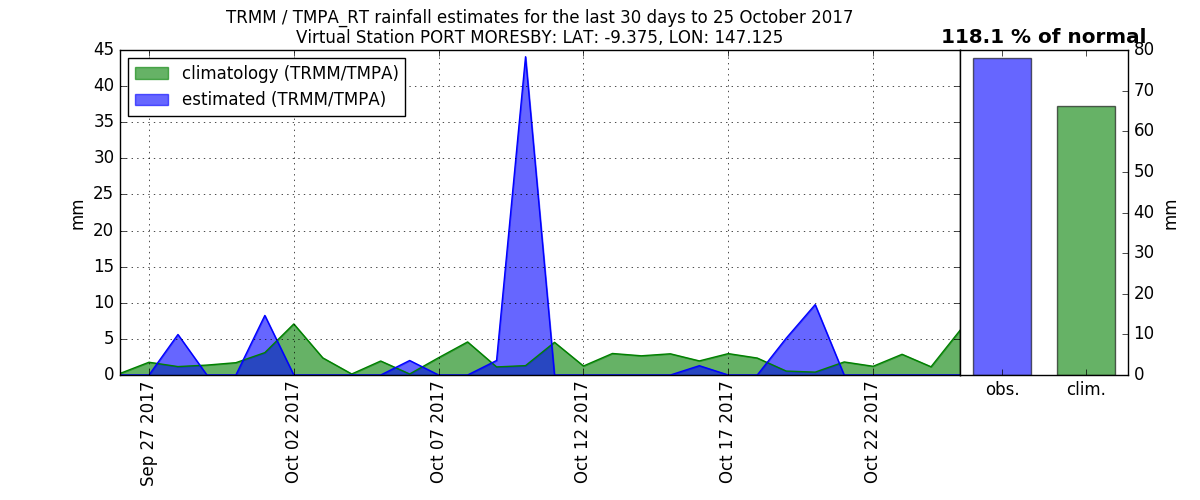 TRMM / TMPA_RT rainfall estimates for the last 30 days to 25 October 2017
Virtual Station PORT MORESBY: LAT: -9.375, LON: 147.125
118.1 % of normal
climatology (TRMM/TMPA)
estimated (TRMM/TMPA)
mm
45
40
35
30
25
20
15
10
5
0
Sep 27 2017
Oct 02 2017
Oct 07 2017
Oct 12 2017
Oct 17 2017
Oct 22 2017
obs.
clim.
80
70
60
50
40
30
20
10
0
mm